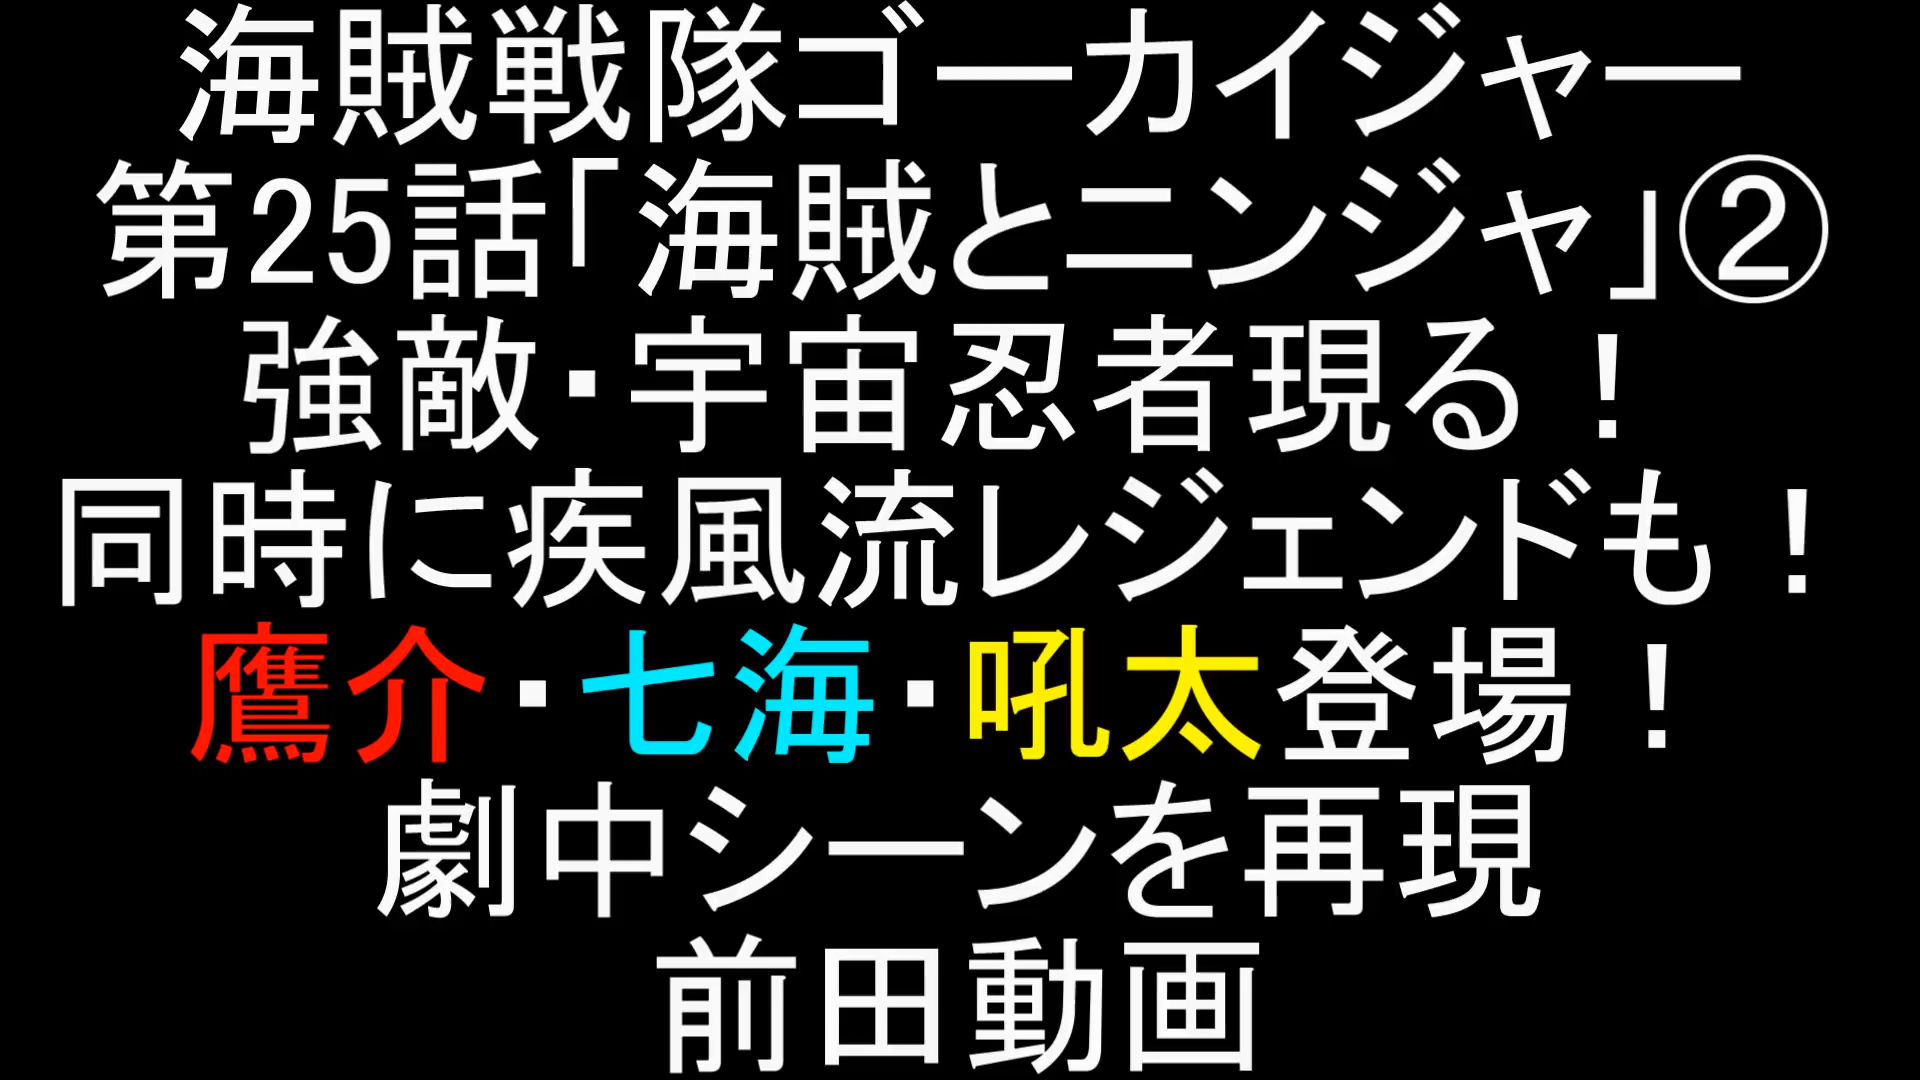 海賊戦隊ゴーカイジャー
第25話「海賊とニンジャ」②
強敵・宇宙忍者現る！
同時に疾風流レジェンドも！
鷹介・七海・吼太登場！
劇中シーンを再現
前田動画